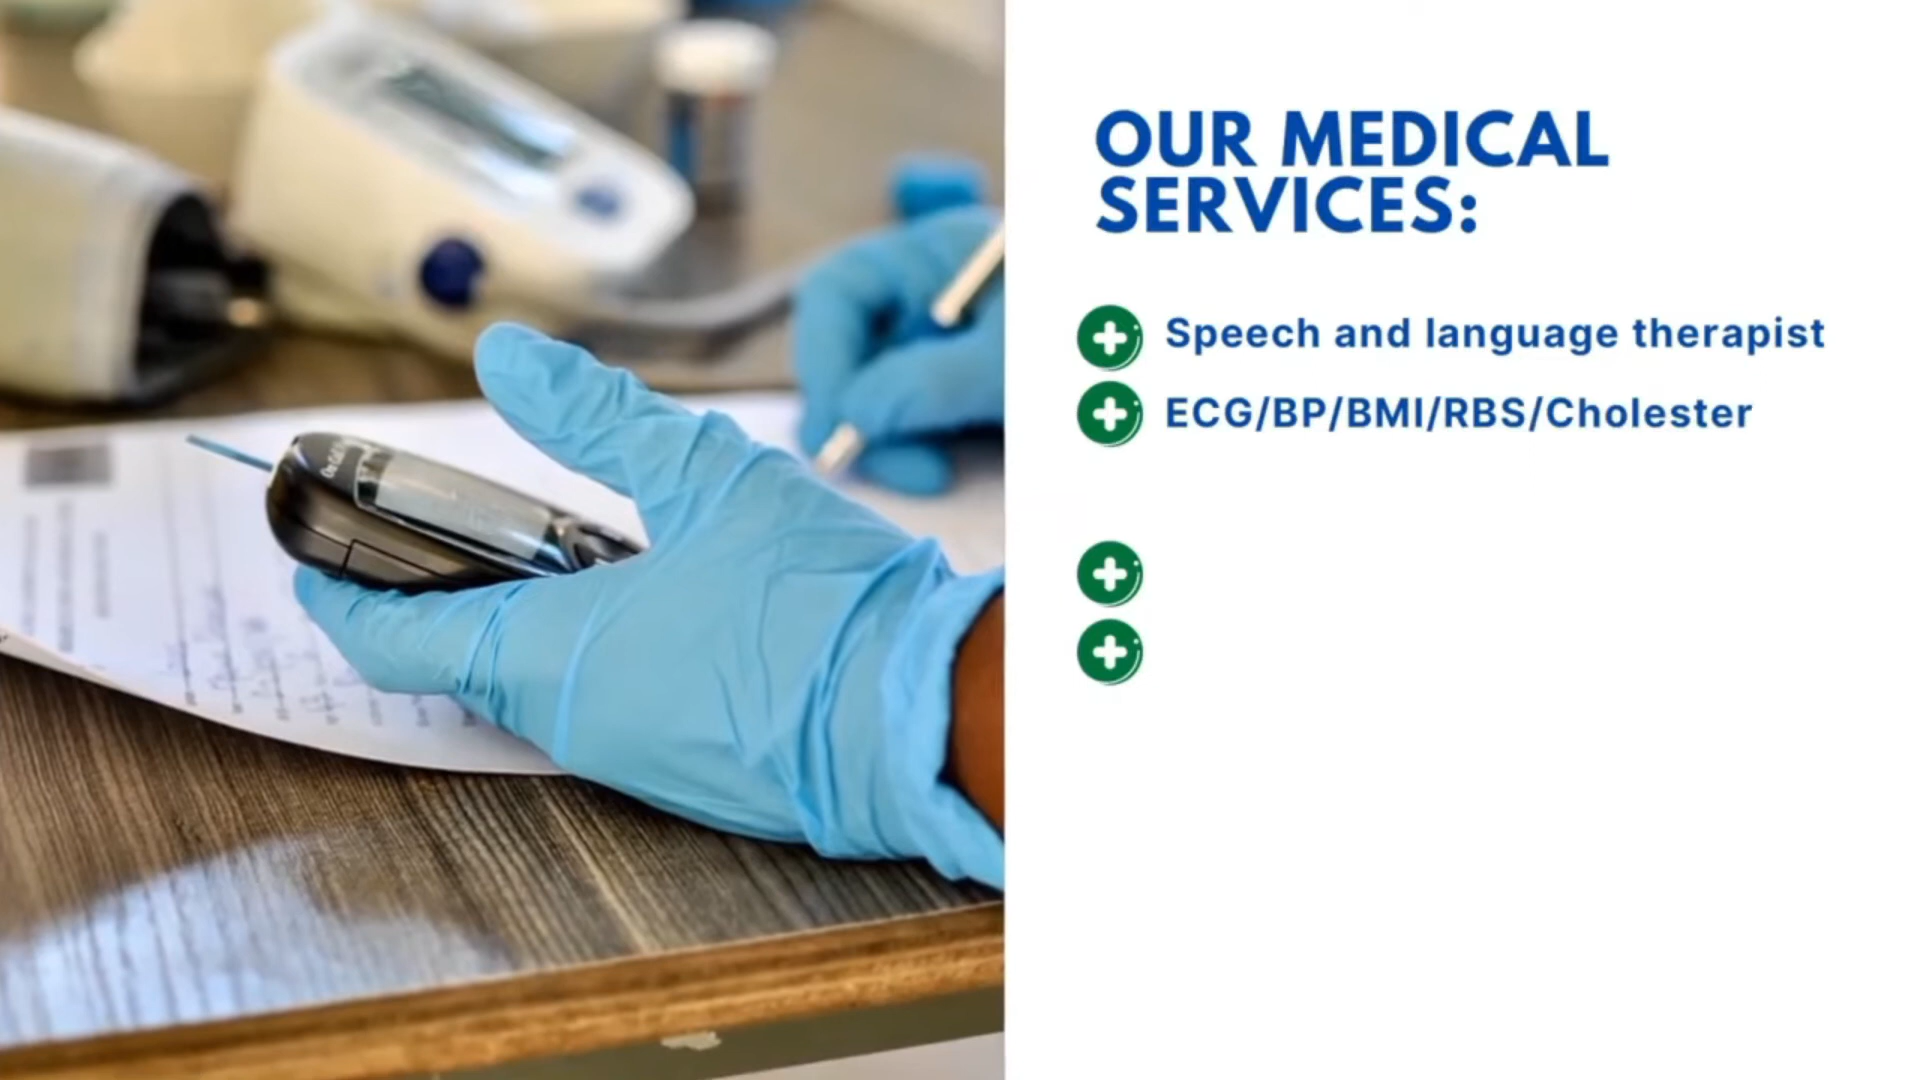 OUR MEDICAL
SERVICES:
Speech and language therapist
ECG/BP/BMI/RBS/Cholester